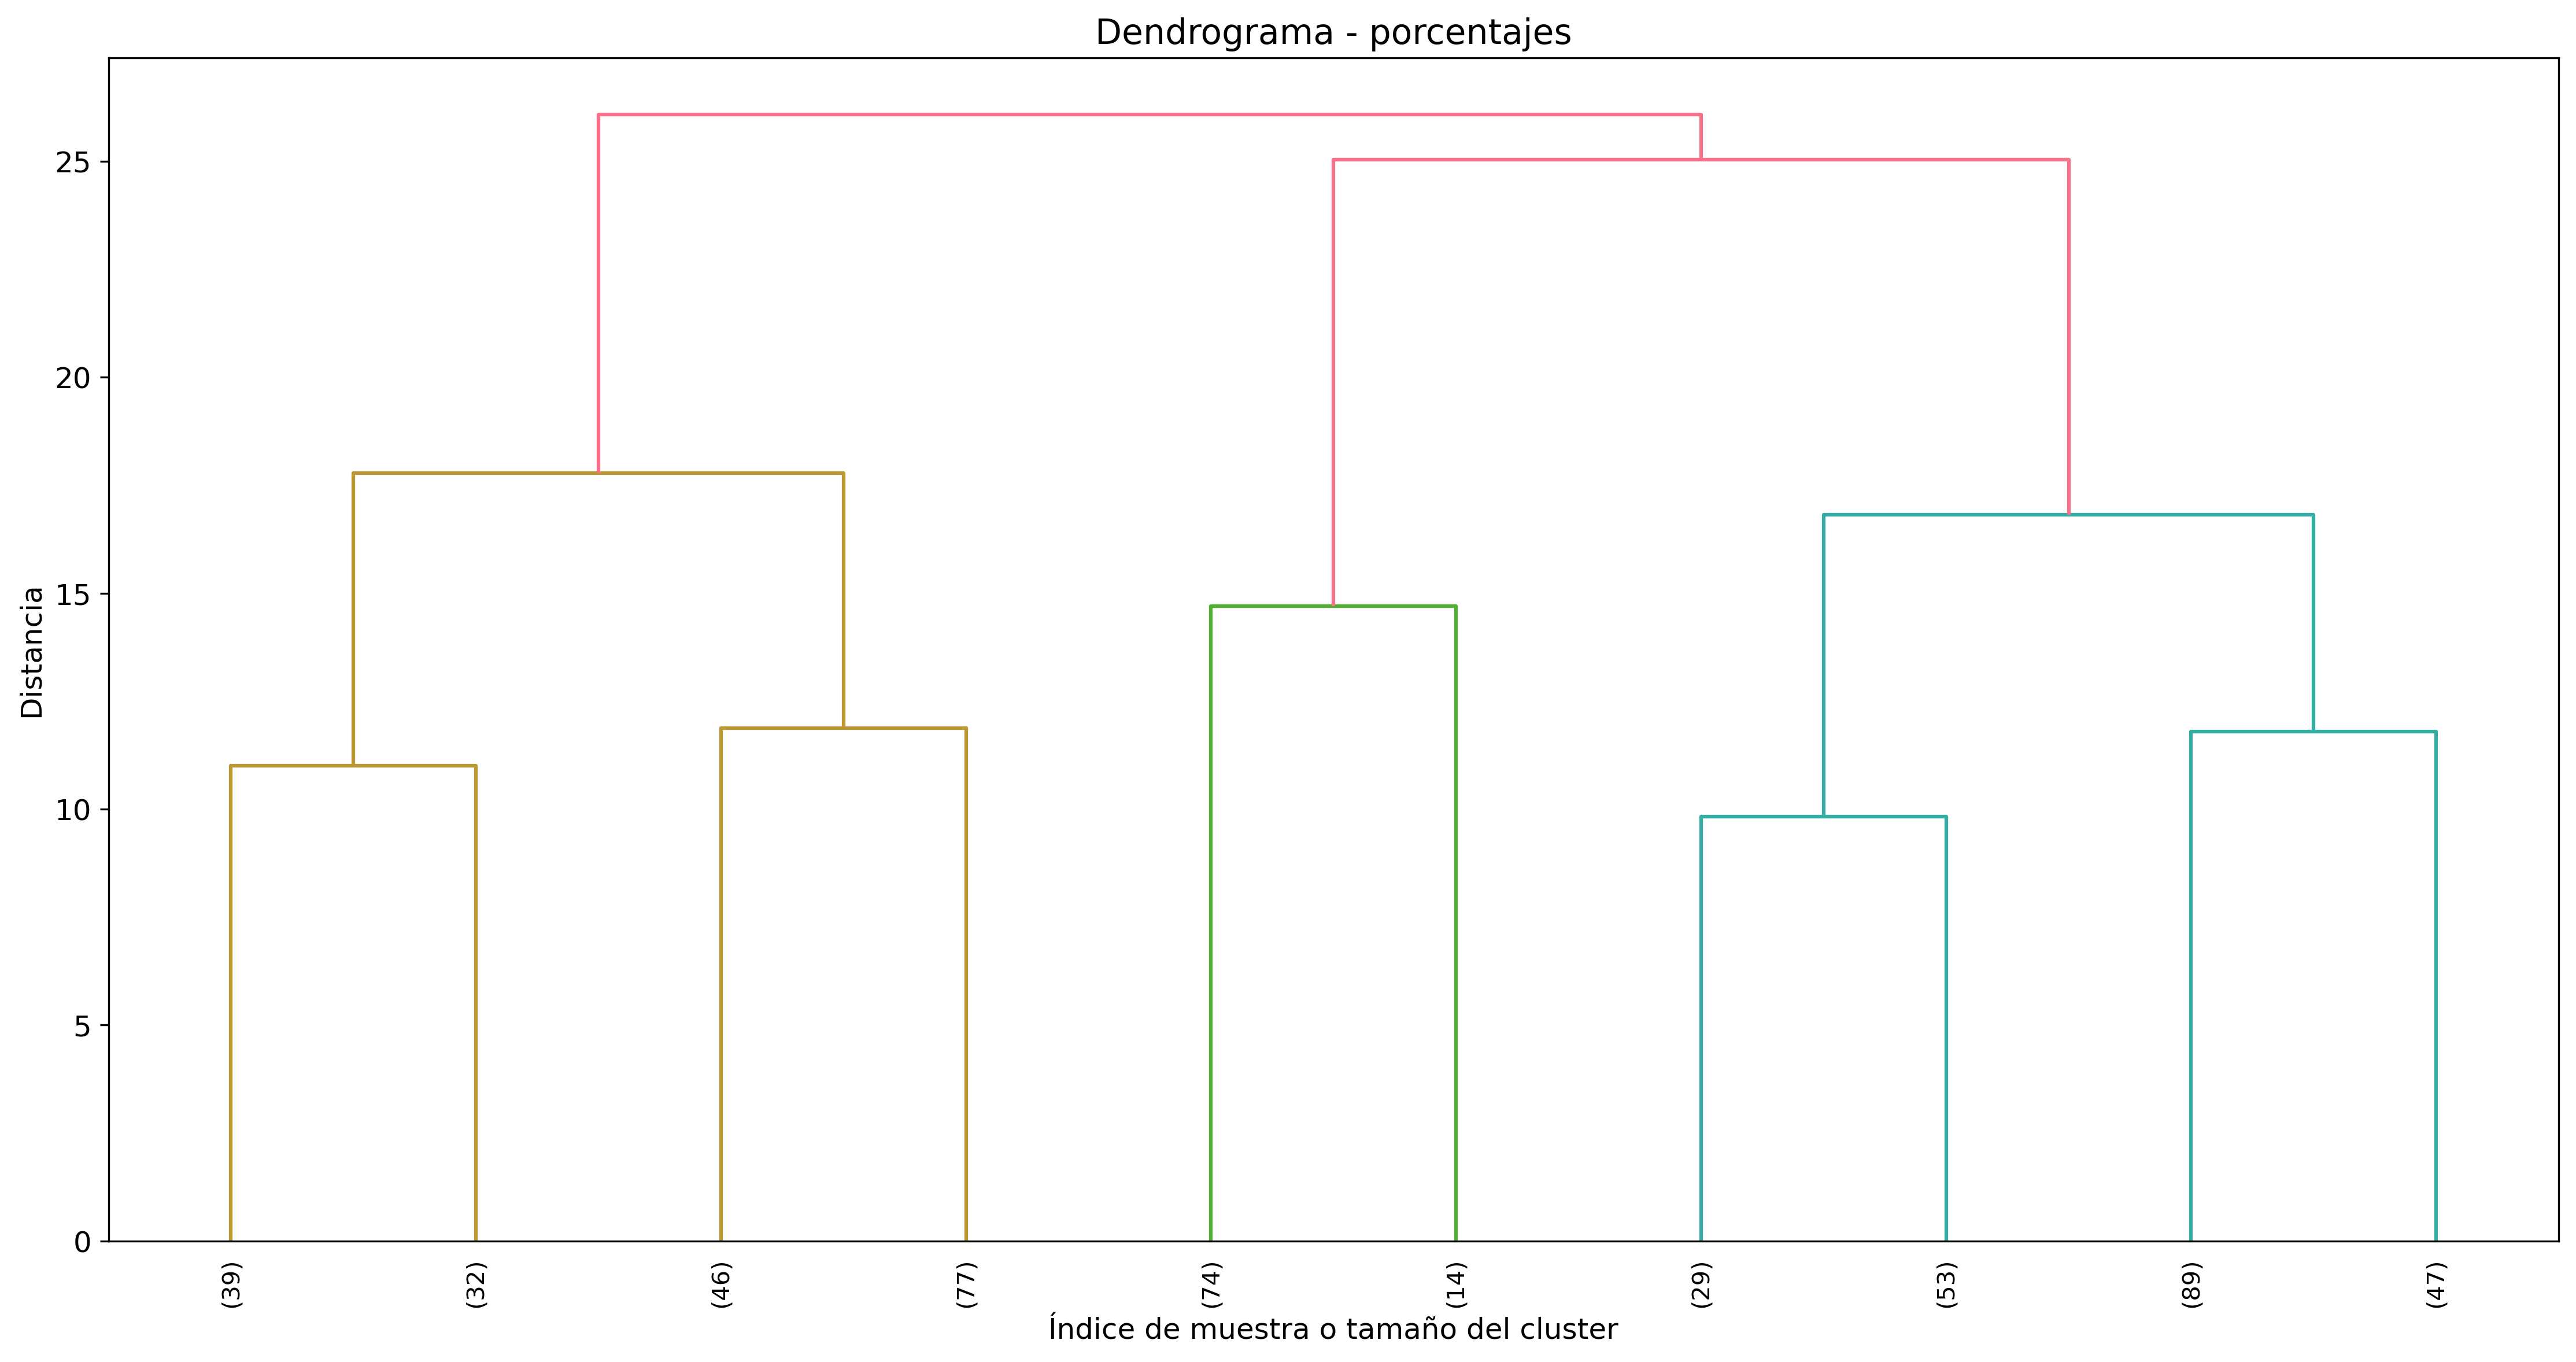 Dendrograma - porcentajes
25
20
15
10
5
0
Distancia
(39) (32) (46) (77) (74) (14) (29) (53) (89) (47)
Índice de muestra o tamaño del cluster